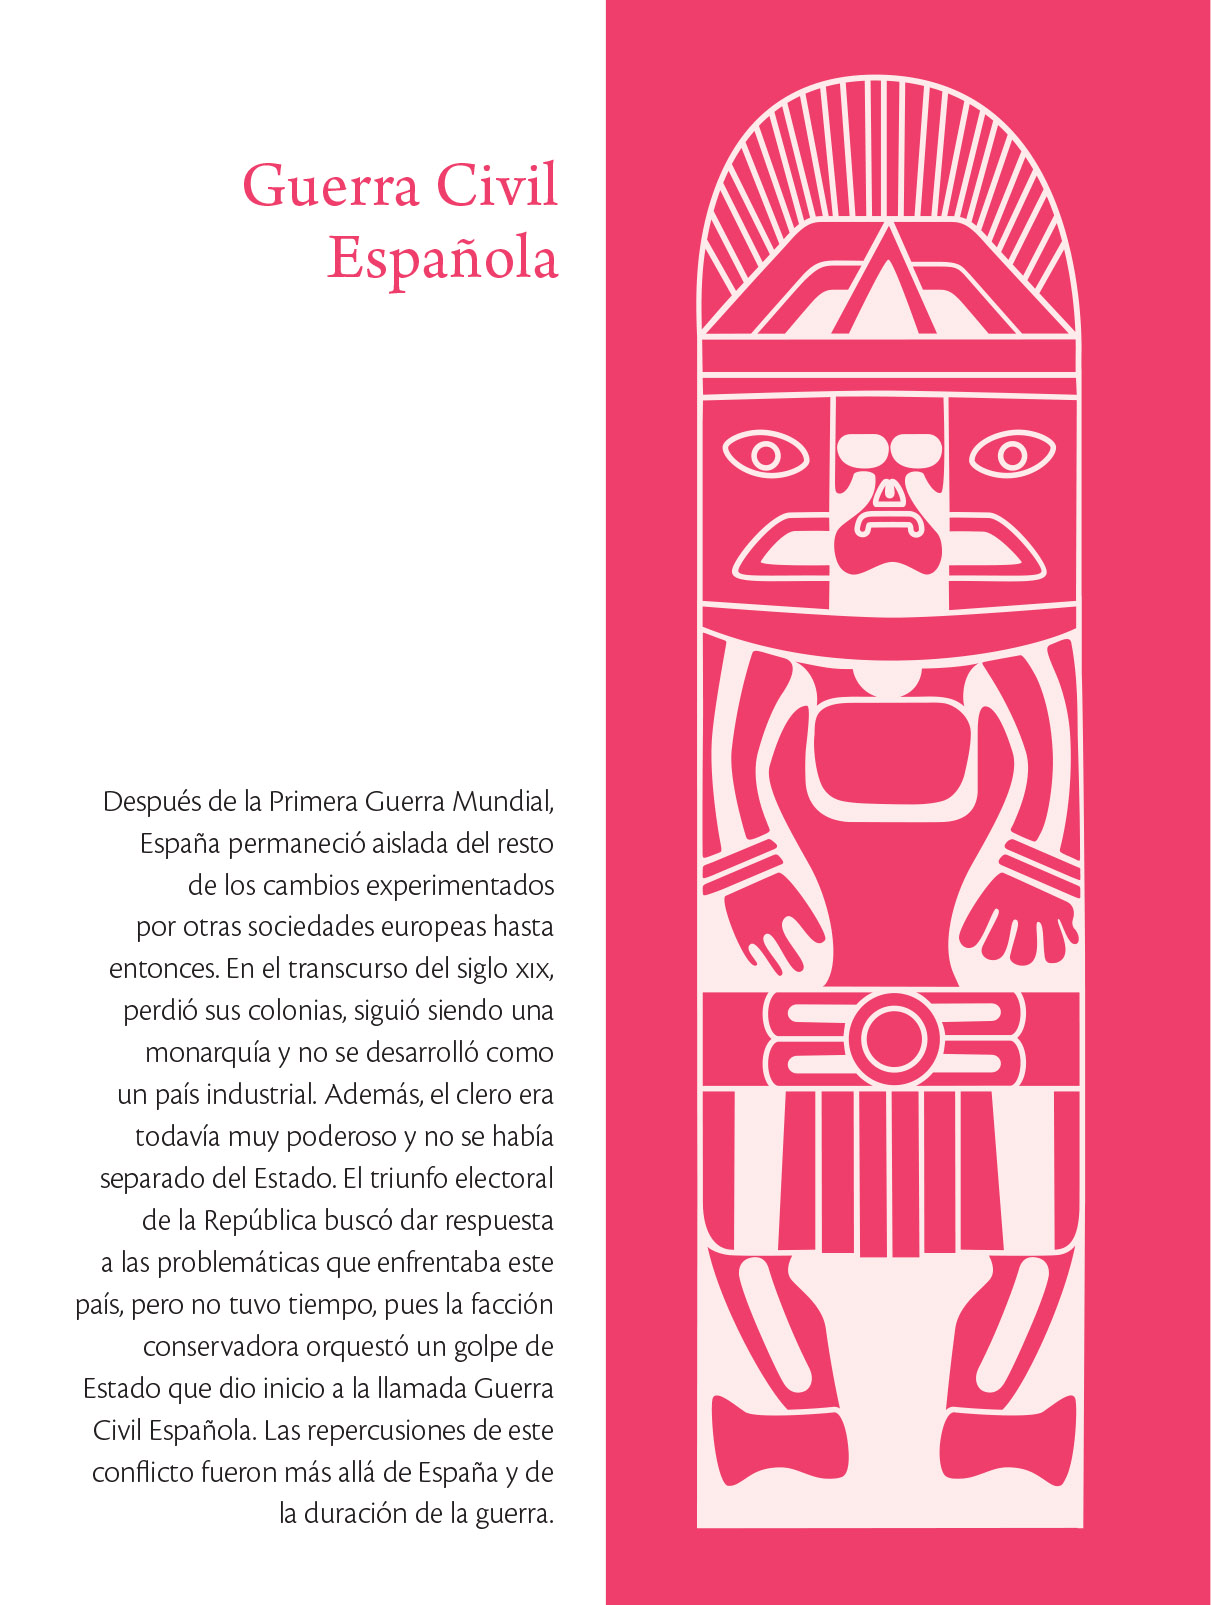 Guerra Civil
Española
Después de la Primera Guerra Mundial,
España permaneció aislada del resto
de los cambios experimentados
por otras sociedades europeas hasta
entonces. En el transcurso del siglo xix,
perdió sus colonias, siguió siendo una
monarquía y no se desarrolló como
un país industrial. Además, el clero era
todavía muy poderoso y no se había
separado del Estado. El triunfo electoral
de la República buscó dar respuesta
a las problemáticas que enfrentaba este
país, pero no tuvo tiempo, pues la facción
conservadora orquestó un golpe de
Estado que dio inicio a la llamada Guerra
Civil Española. Las repercusiones de este
conflicto fueron más allá de España y de
la duración de la guerra.